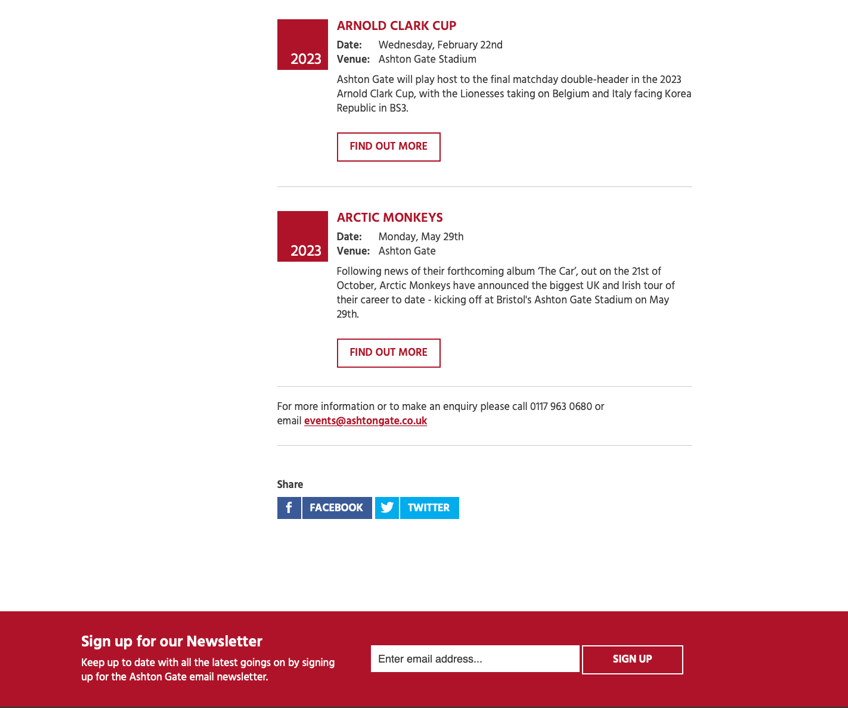 2023
ARNOLD CLARK CUP
Date: Wednesday, February 22nd
Venue: Ashton Gate Stadium
Ashton Gate will play host to the final matchday double-header in the 2023
Arnold Clark Cup, with the Lionesses taking on Belgium and Italy facing Korea
Republic in BS3.
FIND OUT MORE
2023
ARCTIC MONKEYS
Date: Monday, May 29th
Venue: Ashton Gate
Following news of their forthcoming album ‘The Car’, out on the 21st of
October, Arctic Monkeys have announced the biggest UK and Irish tour of
their career to date - kicking off at Bristol's Ashton Gate Stadium on May
29th.
FIND OUT MORE
For more information or to make an enquiry please call 0117 963 0680 or
email events@ashtongate.co.uk
Share
f FACEBOOK TWITTER
Sign up for our Newsletter
Keep up to date with all the latest goings on by signing
up for the Ashton Gate email newsletter.
Enter email address...
SIGN UP